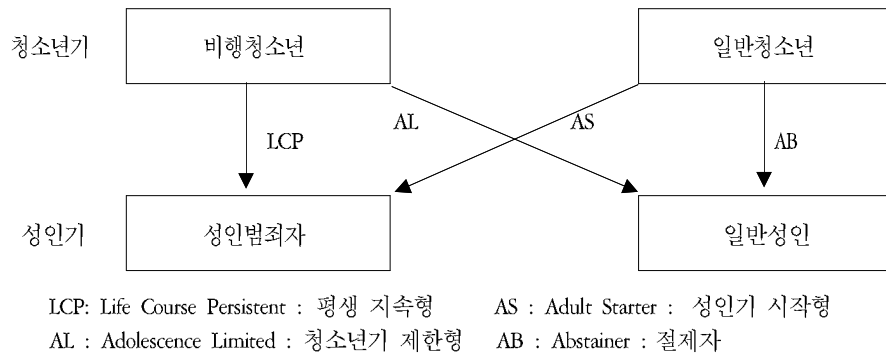 청소년기 비행청소년 일반청소년
AL AS
LCP AB
성인기 성인범죄자 일반성인
LCP: Life Course Persistent : 평생 지속형 AS : Adult Starter : 성인기 시작형
AL : Adolescence Limited : 청소년기 제한형 AB : Abstainer : 절제자